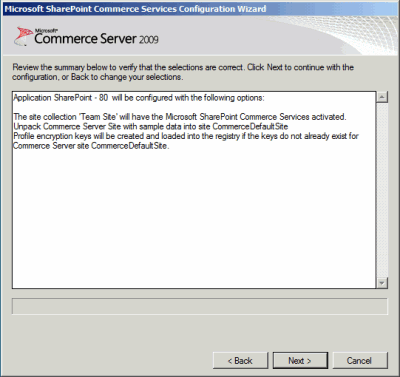 Microsoft SharePoint Commerce Services Configuration Wizard
Microsoft®
Commerce Server 2009
Review the summary below to verify that the selections are correct. Click Next to continue with the
configuration, or Back to change your selections.
Application SharePoint - 80 will be configured with the following options:
The site collection 'Team Site' will have the Microsoft SharePoint Commerce Services activated.
Unpack Commerce Server Site with sample data into site CommerceDefaultSite
Profile encryption keys will be created and loaded into the registry if the keys do not already exist for
Commerce Server site CommerceDefaultSite.
< Back
Next >
Cancel